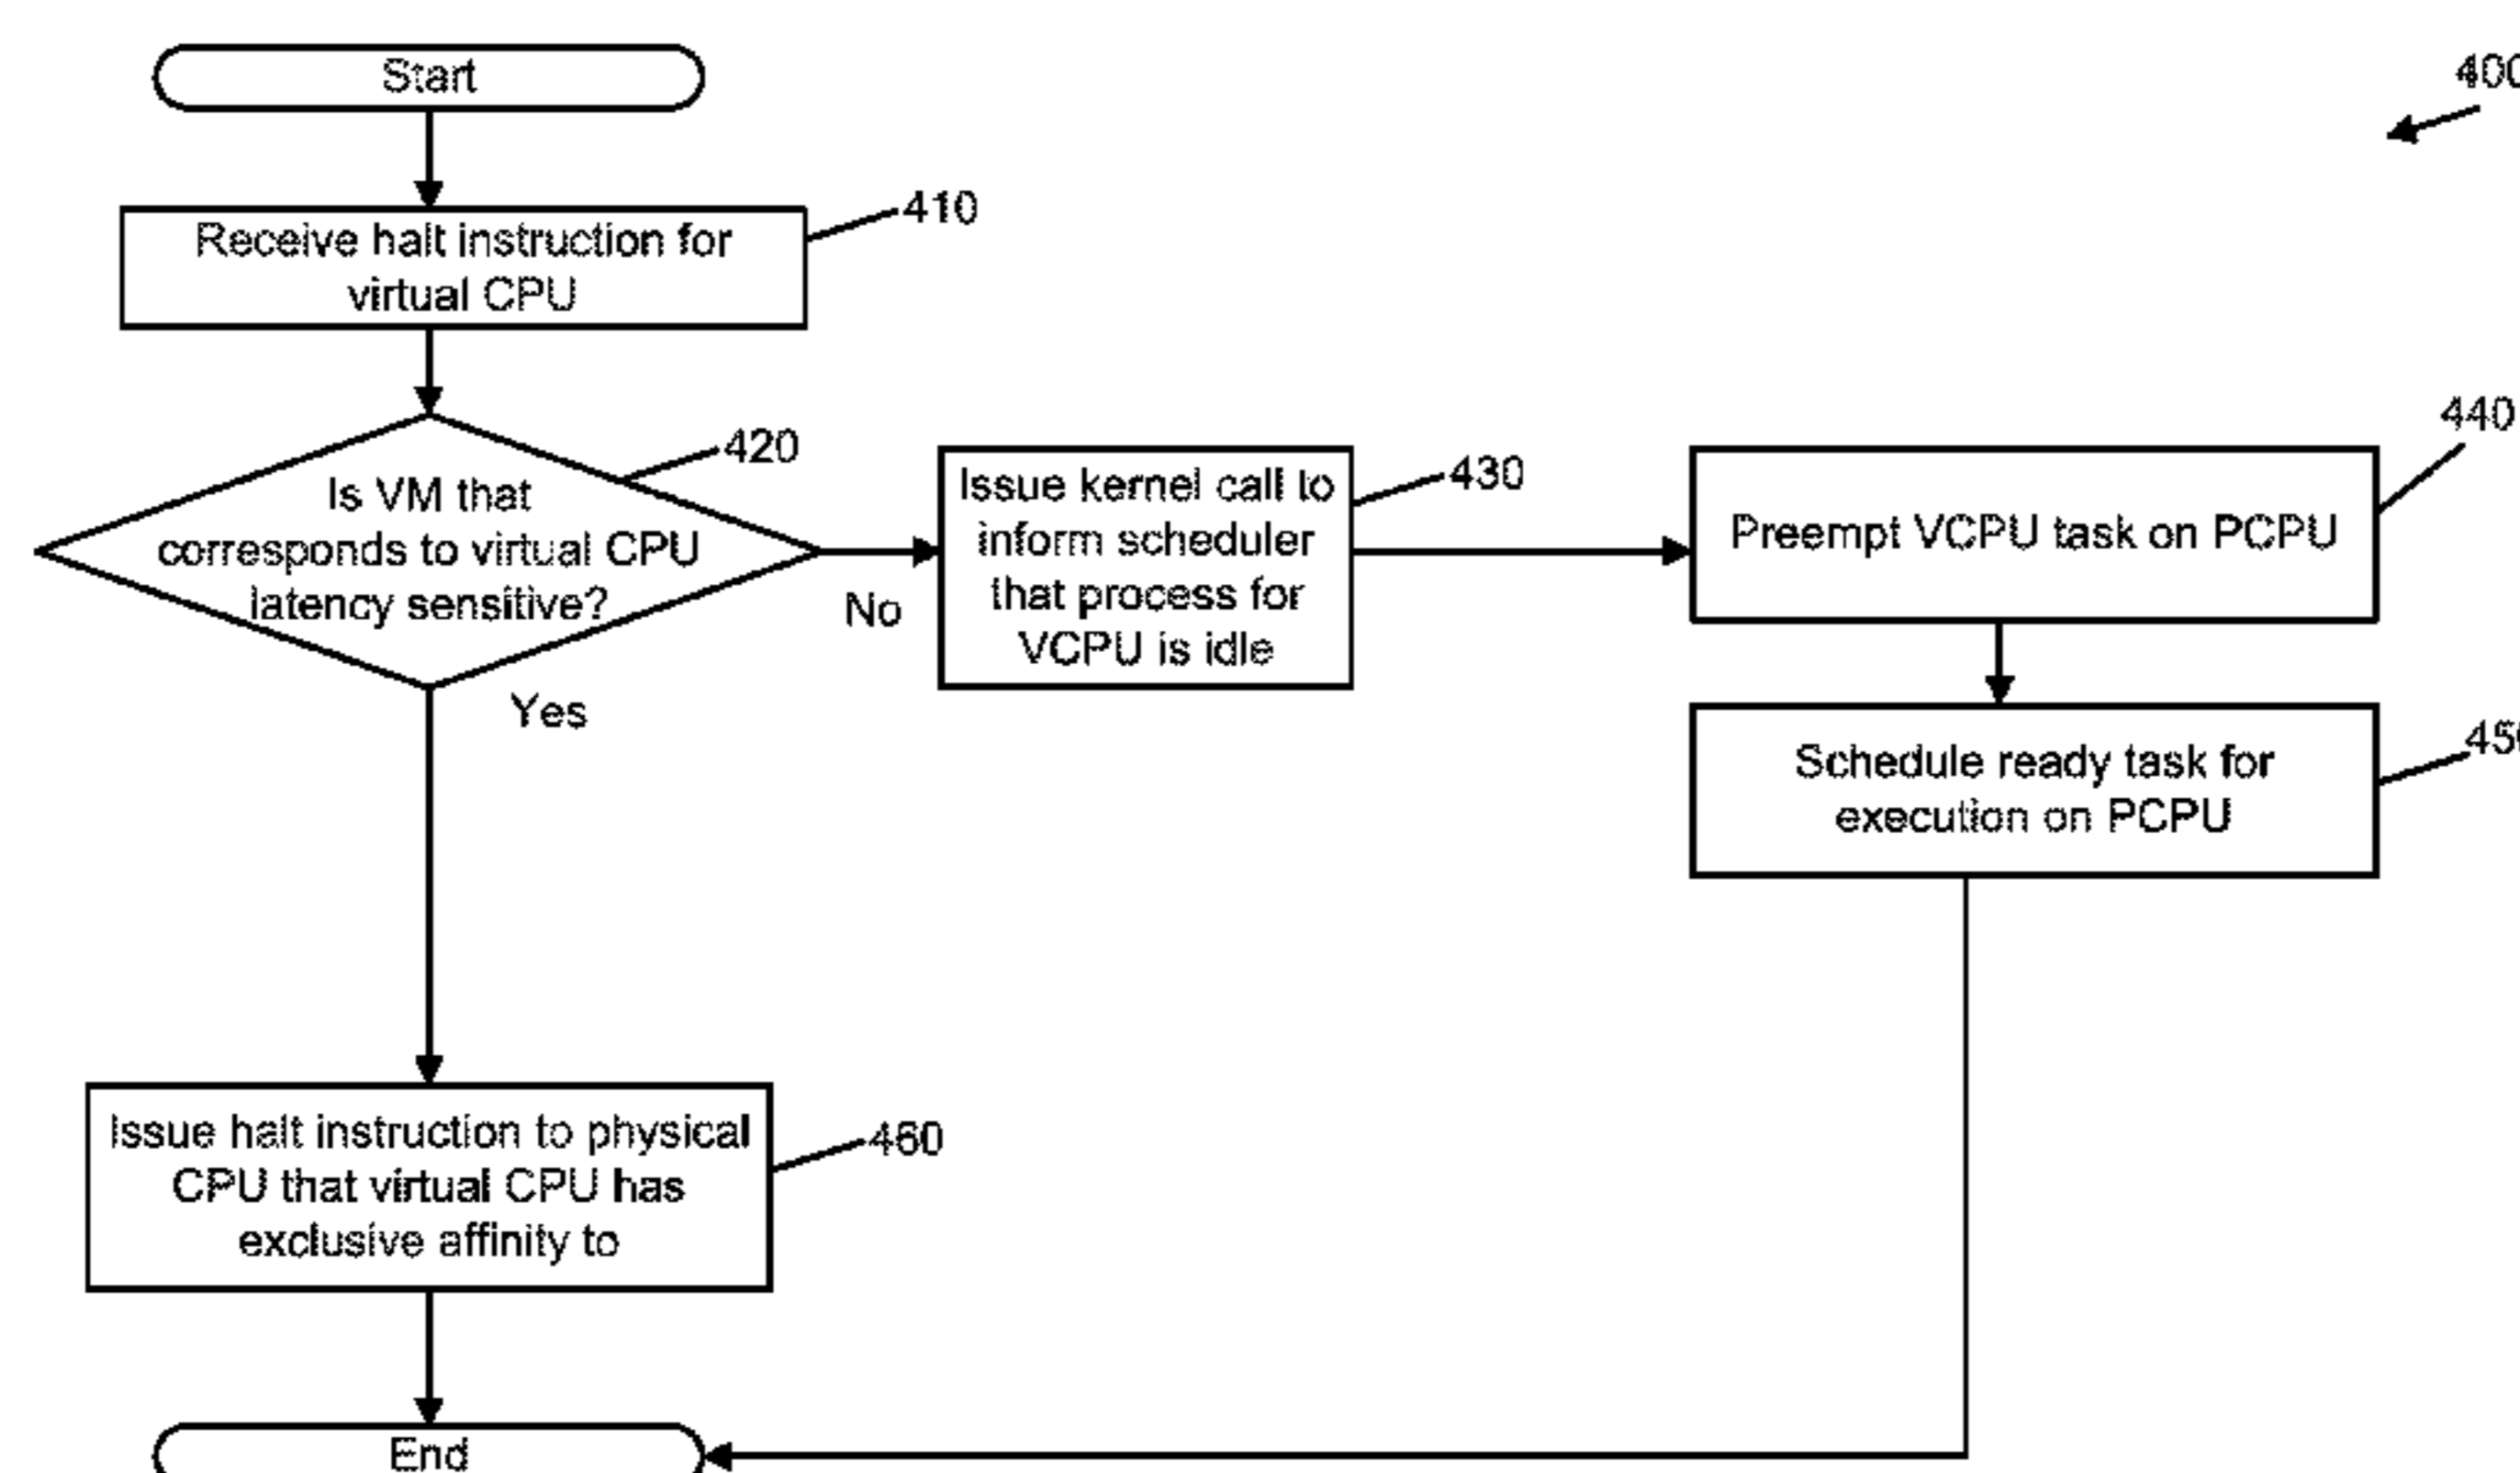 Start
400
410
Receive halt instruction for
virtual CPU
420
Is VM that
corresponds to virtual CPU
latency sensitive?
No
Yes
430
Issue kernel call to
inform scheduler
that process for
VCPU is idle
440
Preempt VCPU task on PCPU
450
Schedule ready task for
execution on PCPU
460
Issue halt instruction to physical
CPU that virtual CPU has
exclusive affinity to
End